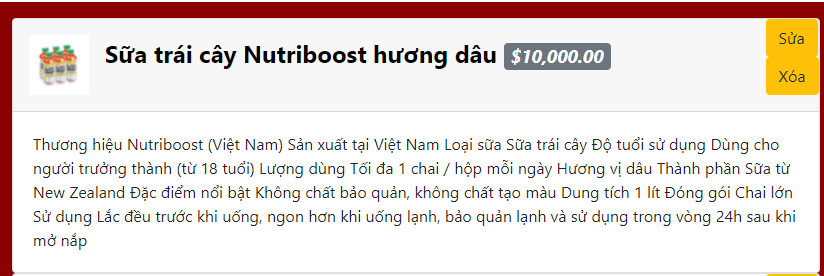 Sữa trái cây Nutriboost hương dâu $10,000.00
Sửa
Xóa
Thương hiệu Nutriboost (Việt Nam) Sản xuất tại Việt Nam Loại sữa Sữa trái cây Độ tuổi sử dụng Dùng cho
người trưởng thành (từ 18 tuổi) Lượng dùng Tối đa 1 chai / hộp mỗi ngày Hương vị dâu Thành phần Sữa từ
New Zealand Đặc điểm nổi bật Không chất bảo quản, không chất tạo màu Dung tích 1 lít Đóng gói Chai lớn
Sử dụng Lắc đều trước khi uống, ngon hơn khi uống lạnh, bảo quản lạnh và sử dụng trong vòng 24h sau khi
mở nắp